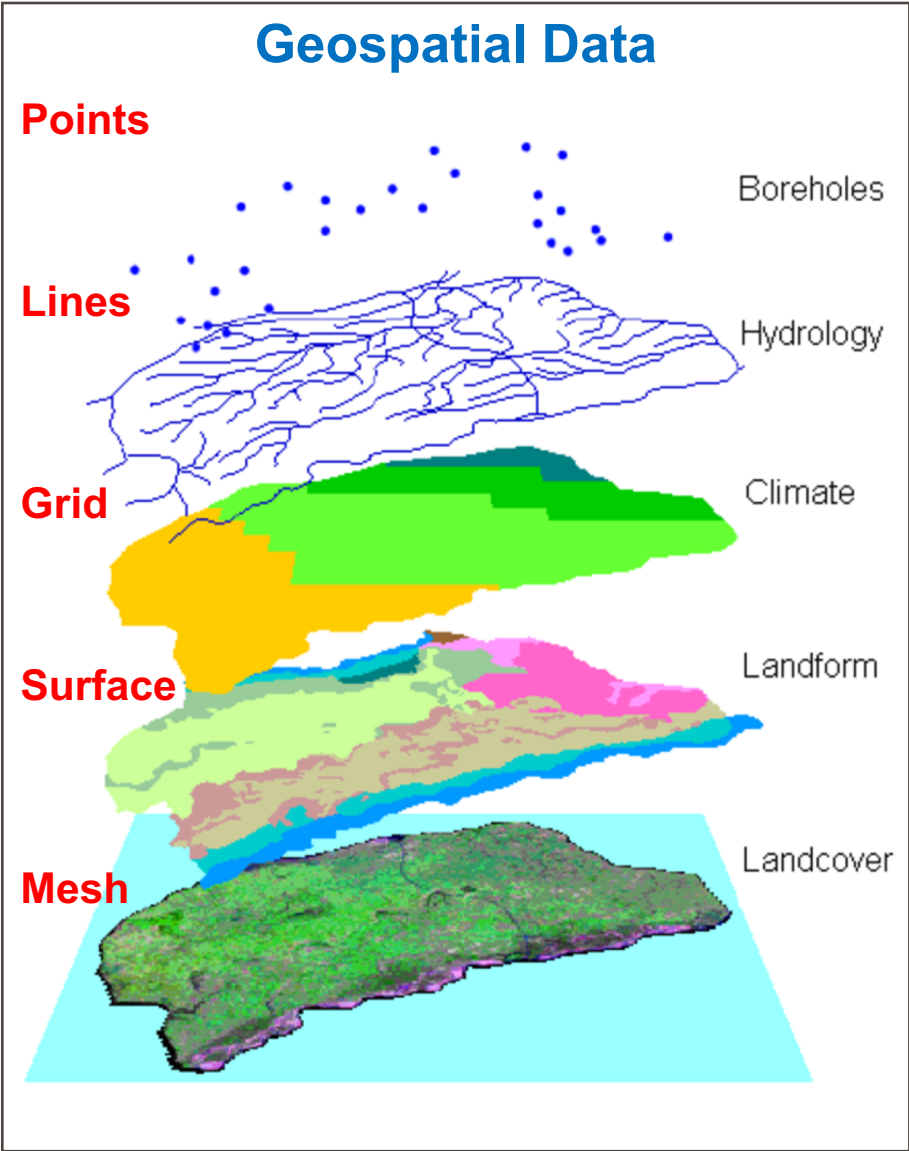 Geospatial Data
Points
Boreholes
Lines
Hydrology
Grid
Climate
Surface
Landform
Mesh
Landcover